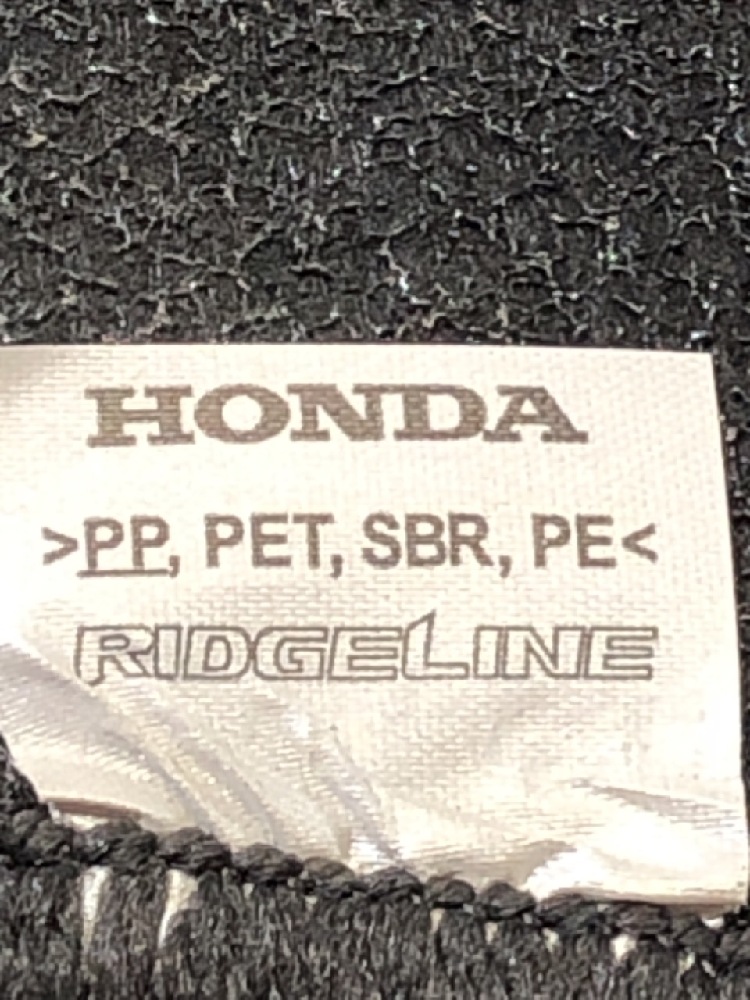 HONDA
>PP, PET, SBR, PE<
RIDGELINE